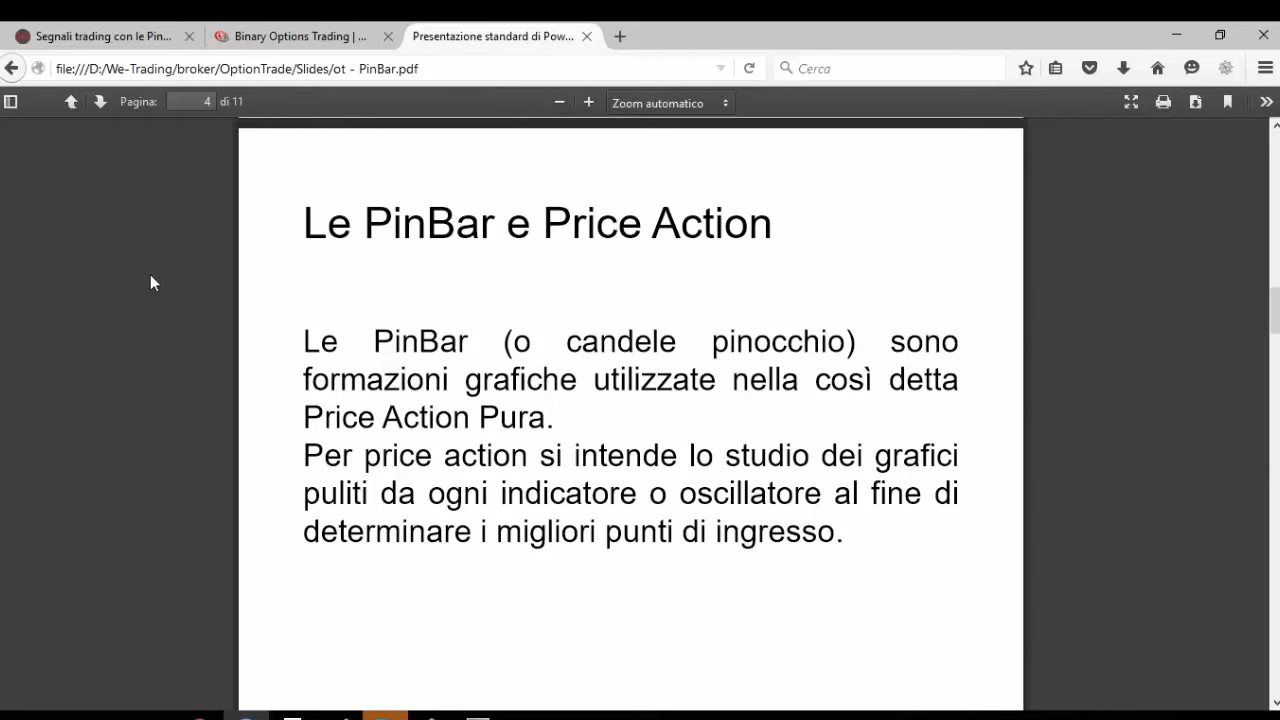 Segnali trading con le Pin...
Binary Options Trading | ...
Presentazione standard di Pow...
file:///D:/We-Trading/broker/OptionTrade/Slides/ot - PinBar.pdf
Cerca
Pagina: 4 di 11
Zoom automatico
Le PinBar e Price Action
Le PinBar (o candele pinocchio) sono
formazioni grafiche utilizzate nella così detta
Price Action Pura.
Per price action si intende lo studio dei grafici
puliti da ogni indicatore o oscillatore al fine di
determinare i migliori punti di ingresso.